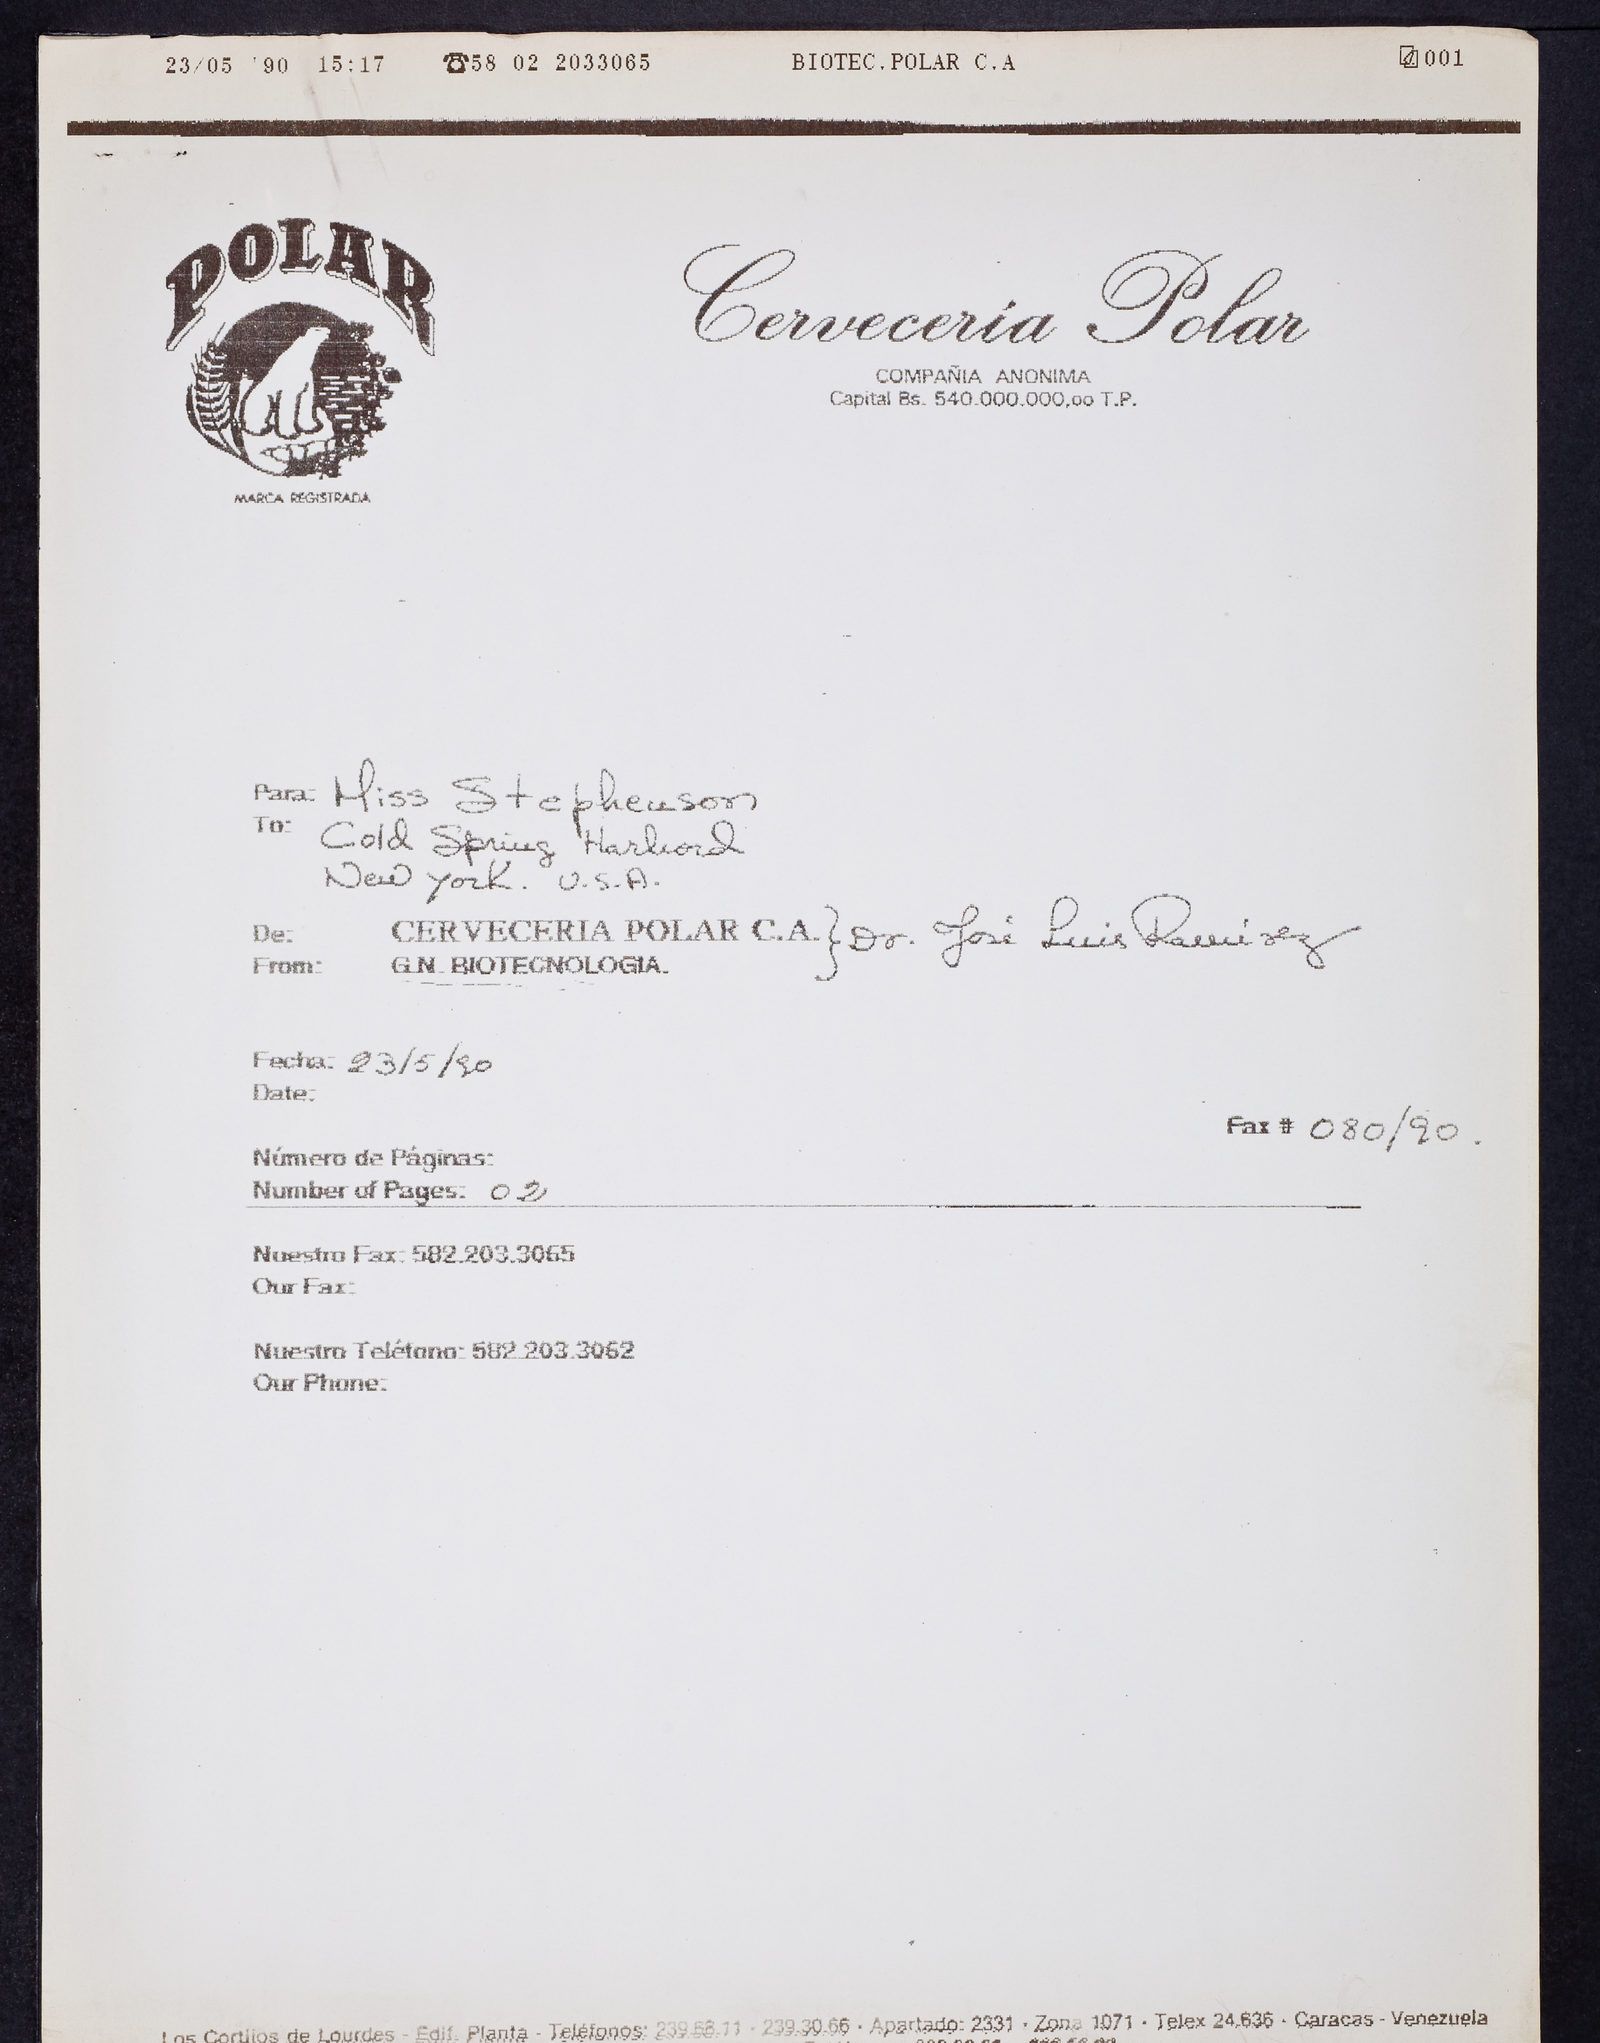 23/05 '90 15:17 ☎58 02 2033065 BIOTEC.POLAR C.A 001
POLAR
MARCA REGISTRADA
Cervecería Polar
COMPAÑIA ANONIMA
Capital Bs. 540.000.000,oo T.P.
Para: Miss Stephenson
To: Cold Spring Harbord
New York. U.S.A.
De: CERVECERIA POLAR C.A. } Dr. José Luis Ramírez
From: G.N. BIOTECNOLOGIA.
Fecha: 23/5/90
Date:
Fax # 080/90.
Número de Páginas:
Number of Pages: 02
Nuestro Fax: 582.203.3065
Our Fax:
Nuestro Teléfono: 582.203.3062
Our Phone:
Los Cortijos de Lourdes - Edif. Planta - Teléfonos: 239.68.11 - 239.30.66 · Apartado: 2331 · Zona 1071 · Telex 24.636 · Caracas - Venezuela